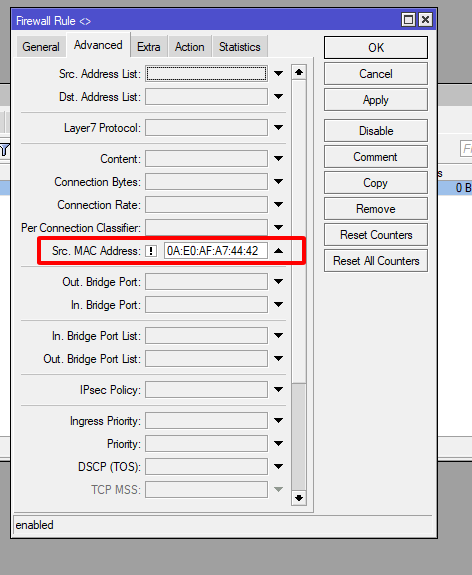 Firewall Rule <>
General Advanced Extra Action Statistics
Src. Address List:
Dst. Address List:
Layer7 Protocol:
Content:
Connection Bytes:
Connection Rate:
Per Connection Classifier:
Src. MAC Address: ! 0A:E0:AF:A7:44:42
Out. Bridge Port:
In. Bridge Port:
In. Bridge Port List:
Out. Bridge Port List:
IPsec Policy:
Ingress Priority:
Priority:
DSCP (TOS):
TCP MSS:
enabled
OK
Cancel
Apply
Disable
Comment
Copy
Remove
Reset Counters
Reset All Counters
0 B